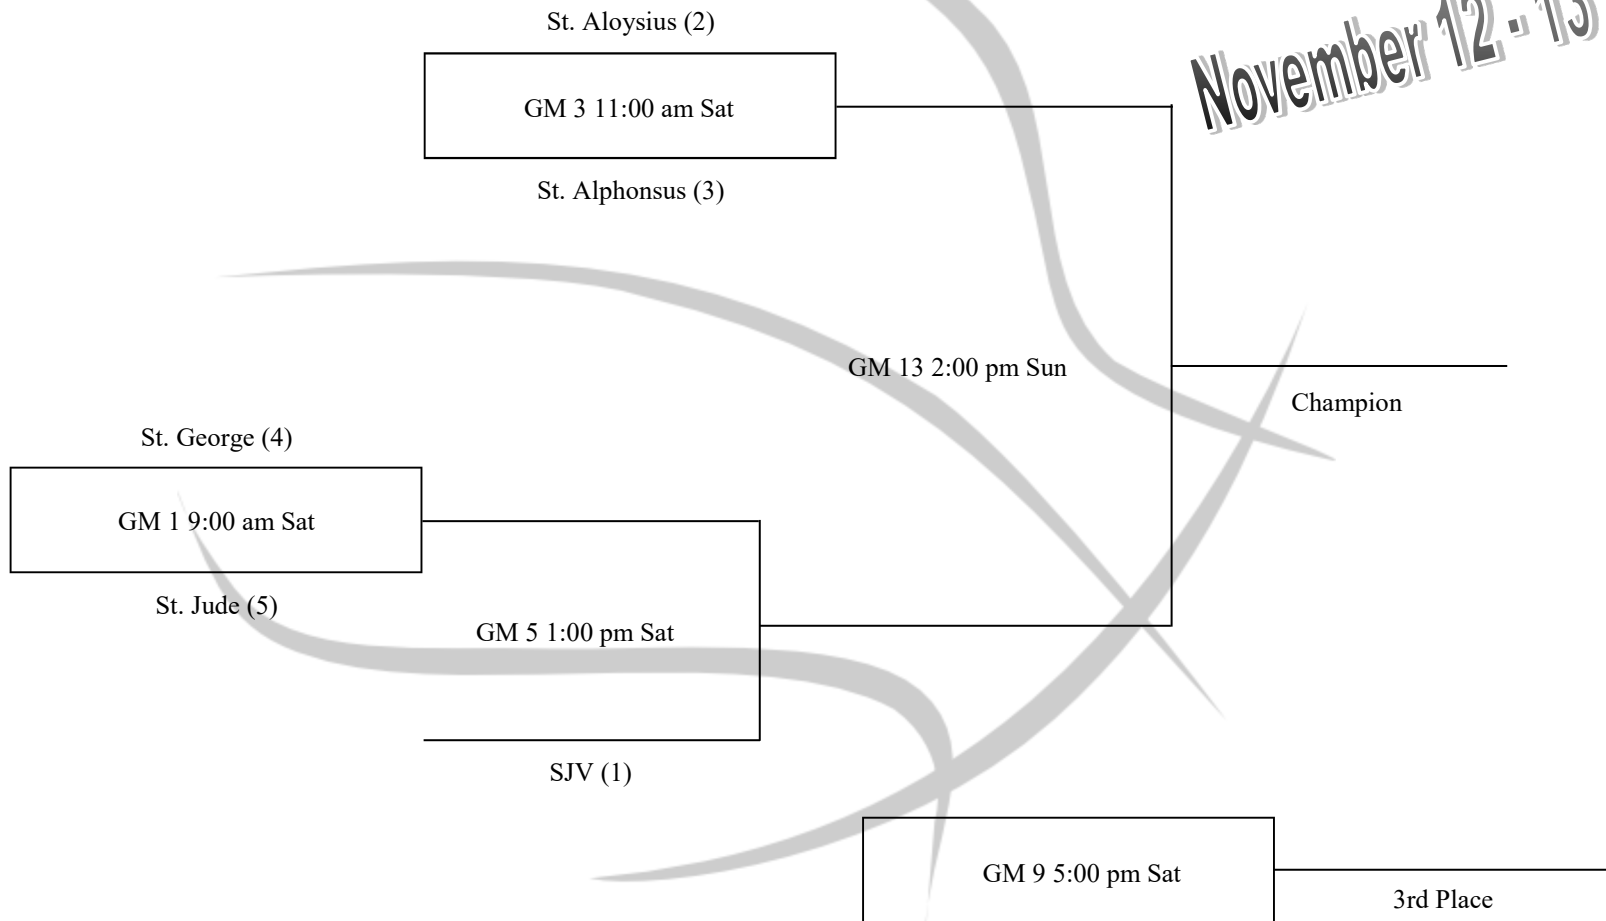 St. Aloysius (2)
November 12 - 13
GM 3 11:00 am Sat
St. Alphonsus (3)
GM 13 2:00 pm Sun
Champion
St. George (4)
GM 1 9:00 am Sat
St. Jude (5)
GM 5 1:00 pm Sat
SJV (1)
GM 9 5:00 pm Sat
3rd Place